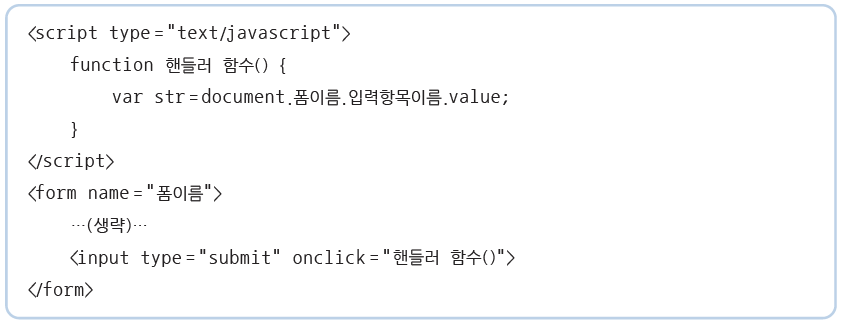 <script type="text/javascript">
function 핸들러 함수() {
var str=document.폼이름.입력항목이름.value;
}
</script>
<form name="폼이름">
…(생략)…
<input type="submit" onclick="핸들러 함수()">
</form>